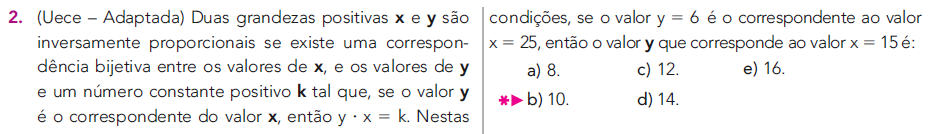 2. (Uece – Adaptada) Duas grandezas positivas x e y são
inversamente proporcionais se existe uma correspon-
dência bijetiva entre os valores de x, e os valores de y
e um número constante positivo k tal que, se o valor y
é o correspondente do valor x, então y · x = k. Nestas
condições, se o valor y = 6 é o correspondente ao valor
x = 25, então o valor y que corresponde ao valor x = 15 é:
a) 8. c) 12. e) 16.
*▶ b) 10. d) 14.